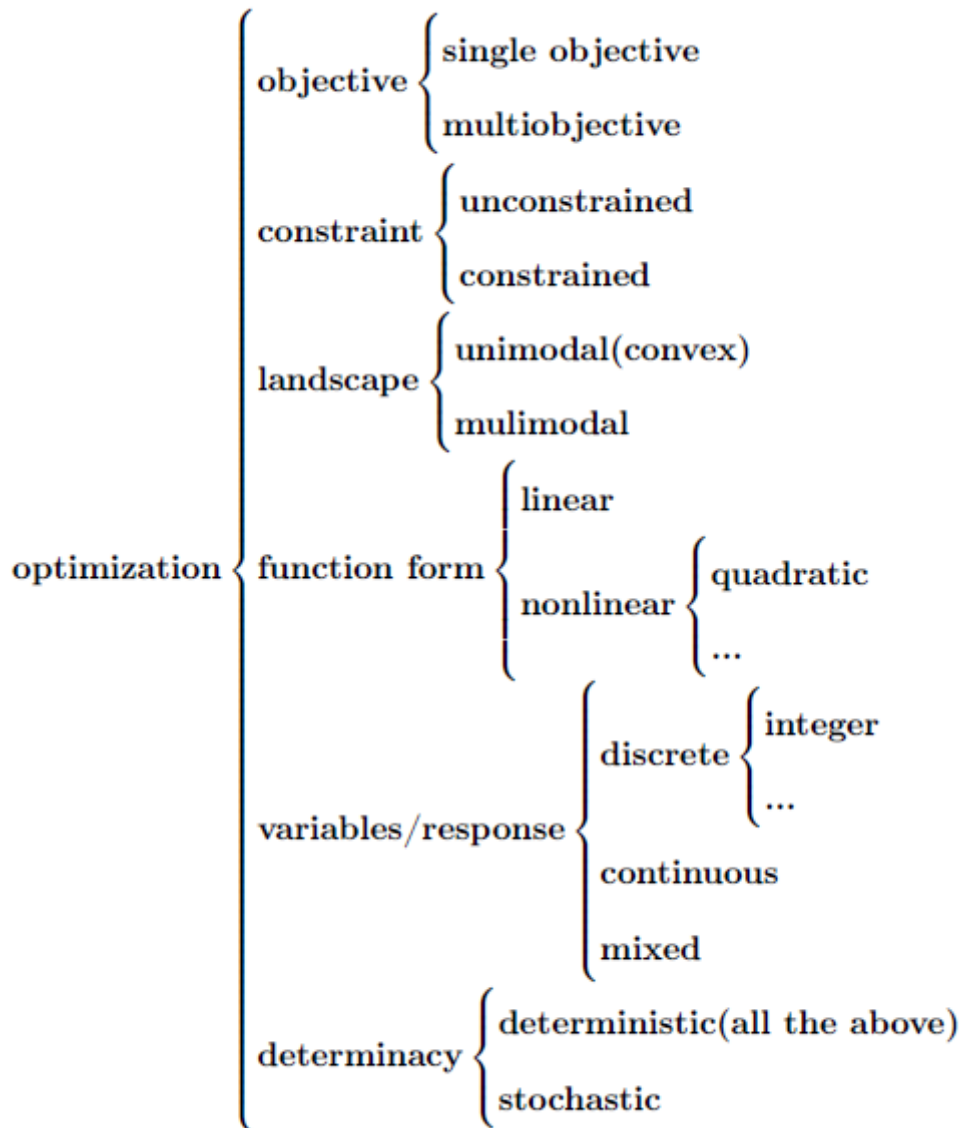 single objective
objective
multiobjective
unconstrained
constraint
constrained
unimodal(convex)
landscape
mulimodal
linear
optimization
function form
quadratic
nonlinear
...
integer
discrete
...
variables/response
continuous
mixed
deterministic(all the above)
determinacy
stochastic